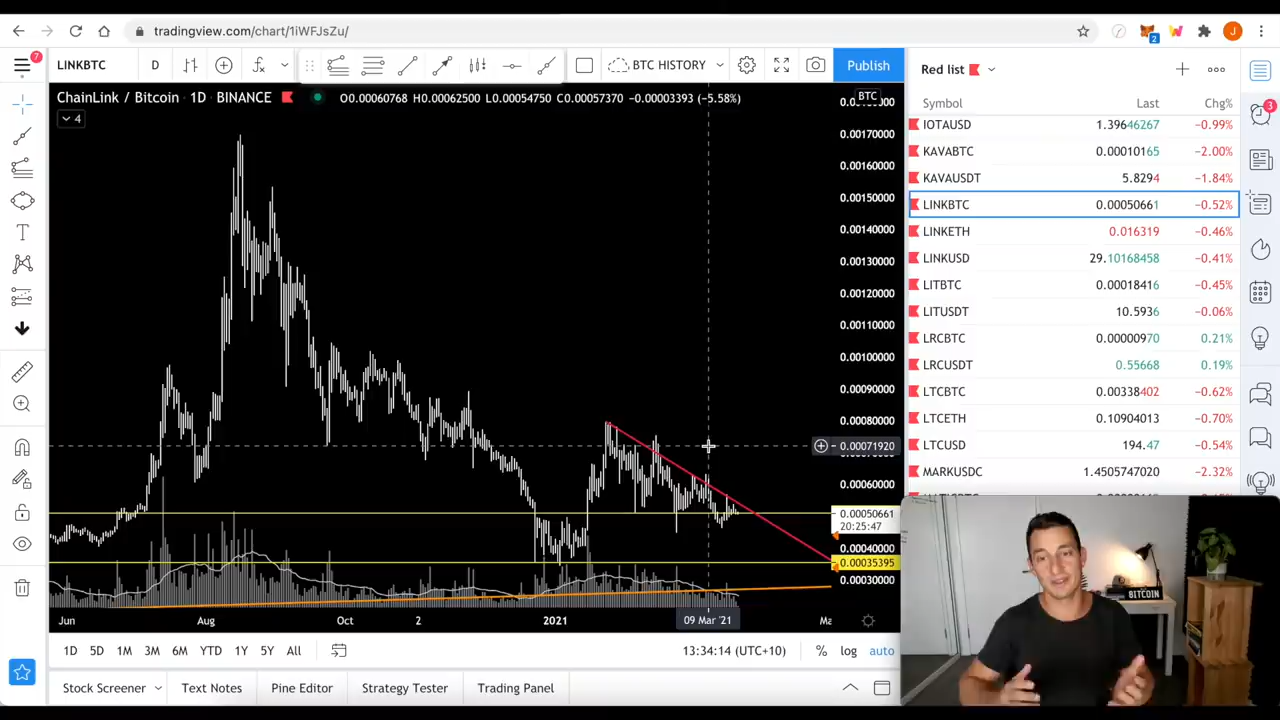 tradingview.com/chart/1iWFJsZu/
2
J
7
LINKBTC
D
BTC HISTORY
Publish
Red list
ChainLink / Bitcoin · 1D · BINANCE
O0.00060768 H0.00062500 L0.00054750 C0.00057370 −0.00003393 (−5.58%)
4
BTC
0.00170000
0.00160000
0.00150000
0.00140000
0.00130000
0.00120000
0.00110000
0.00100000
0.00090000
0.00080000
0.00071920
0.00060000
0.00050661
20:25:47
0.00040000
0.00035395
0.00030000
Jun
Aug
Oct
2
2021
09 Mar '21
Ma
Symbol Last Chg%
3
IOTAUSD 1.39646267 −0.99%
KAVABTC 0.00010165 −2.00%
KAVAUSDT 5.8294 −1.84%
LINKBTC 0.00050661 −0.52%
LINKETH 0.016319 −0.46%
LINKUSD 29.10168458 −0.41%
LITBTC 0.00018416 −0.45%
LITUSDT 10.5936 −0.06%
LRCBTC 0.00000970 0.21%
LRCUSDT 0.55668 0.19%
LTCBTC 0.00338402 −0.62%
LTCETH 0.10904013 −0.70%
LTCUSD 194.47 −0.54%
MARKUSDC 1.4505747020 −2.32%
BITCOIN
1D 5D 1M 3M 6M YTD 1Y 5Y All
13:34:14 (UTC+10) % log auto
Stock Screener Text Notes Pine Editor Strategy Tester Trading Panel